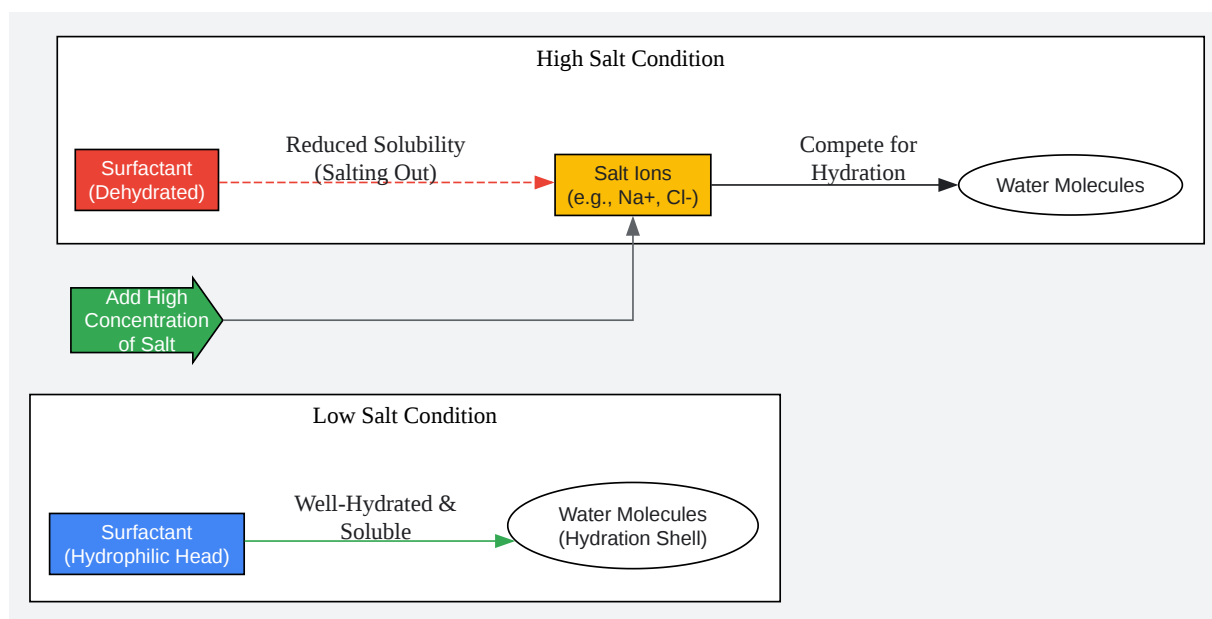 High Salt Condition
Reduced Solubility
(Salting Out)
Compete for
Hydration
Surfactant
(Dehydrated)
Salt Ions
(e.g., Na+, Cl-)
Water Molecules
Add High
Concentration
of Salt
Low Salt Condition
Well-Hydrated &
Soluble
Surfactant
(Hydrophilic Head)
Water Molecules
(Hydration Shell)